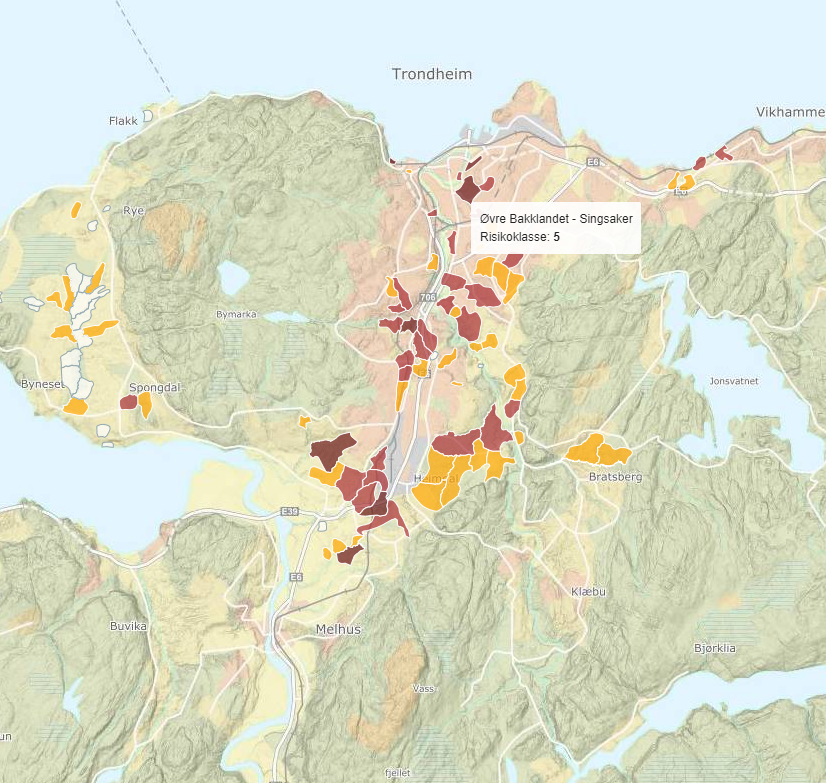 Trondheim
Flakk
Vikhamme
E6
Rye
Øvre Bakklandet - Singsaker
Risikoklasse: 5
706
Bymarka
Byneset
Spongdal
Jonsvatnet
Bratsberg
E39
E6
Klæbu
Buvika
Melhus
Bjørklia
Vass-
un
fjellet